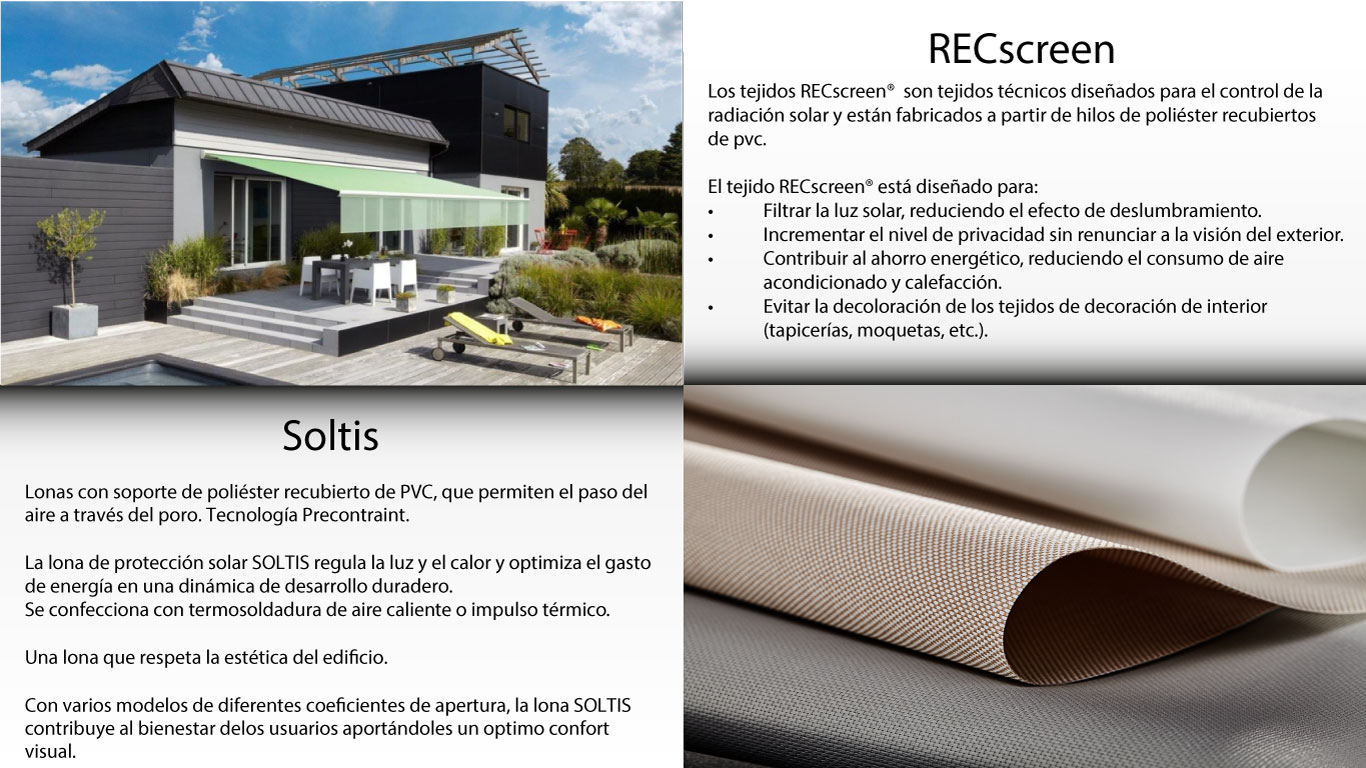 RECscreen
Los tejidos RECscreen® son tejidos técnicos diseñados para el control de la
radiación solar y están fabricados a partir de hilos de poliéster recubiertos
de pvc.
El tejido RECscreen® está diseñado para:
• Filtrar la luz solar, reduciendo el efecto de deslumbramiento.
• Incrementar el nivel de privacidad sin renunciar a la visión del exterior.
• Contribuir al ahorro energético, reduciendo el consumo de aire
acondicionado y calefacción.
• Evitar la decoloración de los tejidos de decoración de interior
(tapicerías, moquetas, etc.).
Soltis
Lonas con soporte de poliéster recubierto de PVC, que permiten el paso del
aire a través del poro. Tecnología Precontraint.
La lona de protección solar SOLTIS regula la luz y el calor y optimiza el gasto
de energía en una dinámica de desarrollo duradero.
Se confecciona con termosoldadura de aire caliente o impulso térmico.
Una lona que respeta la estética del edificio.
Con varios modelos de diferentes coeficientes de apertura, la lona SOLTIS
contribuye al bienestar delos usuarios aportándoles un optimo confort
visual.